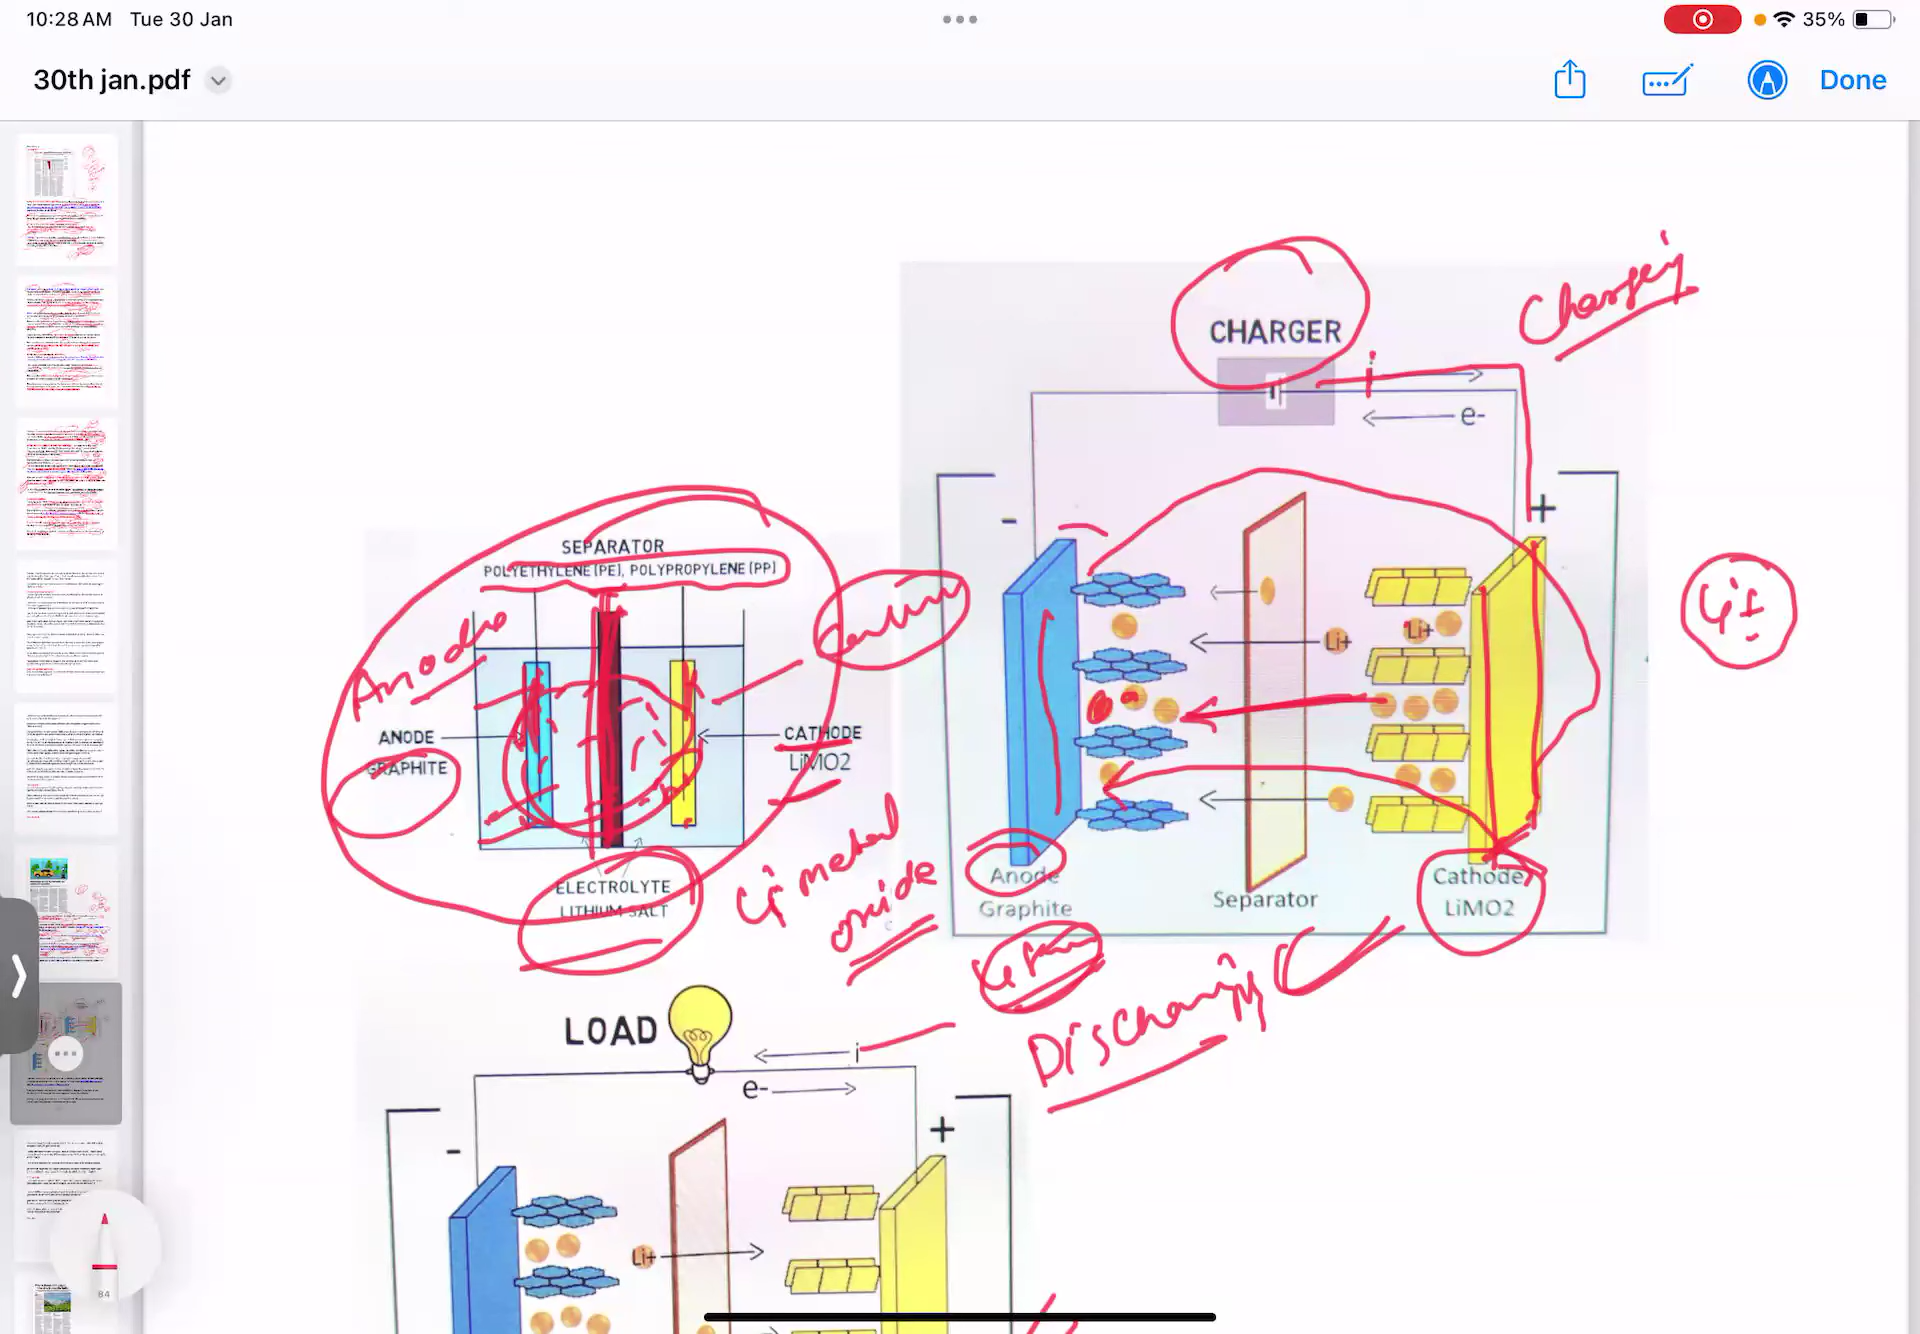 10:28 AM Tue 30 Jan
35%
30th jan.pdf
Done
CHARGER
Charging
i
e-
-
+
SEPARATOR
POLYETHYLENE (PE), POLYPROPYLENE (PP)
Anode
ANODE
GRAPHITE
CATHODE
LiMO2
ELECTROLYTE
LITHIUM SALT
Li metal
oxide
Li+
Li+
Li+
Anode
Graphite
Separator
Cathode
LiMO2
Discharging
LOAD
i
e-
-
+
Li+
84